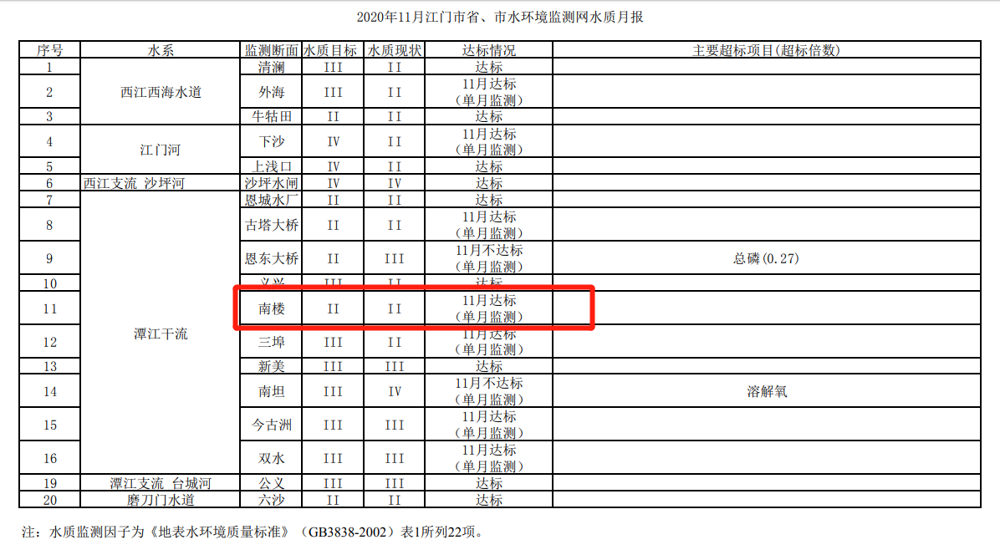 2020年11月江门市省、市水环境监测网水质月报
序号 水系 监测断面 水质目标 水质现状 达标情况 主要超标项目(超标倍数)
1 西江西海水道 清澜 III II 达标
2 外海 III II 11月达标
（单月监测）
3 牛牯田 II II 达标
4 江门河 下沙 IV II 11月达标
（单月监测）
5 上浅口 IV II 达标
6 西江支流 沙坪河 沙坪水闸 IV IV 达标
7 潭江干流 恩城水厂 II II 达标
8 古塔大桥 II II 11月达标
（单月监测）
9 恩东大桥 II III 11月不达标
（单月监测） 总磷(0.27)
10 义兴 III II 达标
11 南楼 II II 11月达标
（单月监测）
12 三埠 III II 11月达标
（单月监测）
13 新美 III III 达标
14 南坦 III IV 11月不达标
（单月监测） 溶解氧
15 今古洲 III III 11月达标
（单月监测）
16 双水 III III 11月达标
（单月监测）
19 潭江支流 台城河 公义 III III 达标
20 磨刀门水道 六沙 II II 达标
注：水质监测因子为《地表水环境质量标准》（GB3838-2002）表1所列22项。